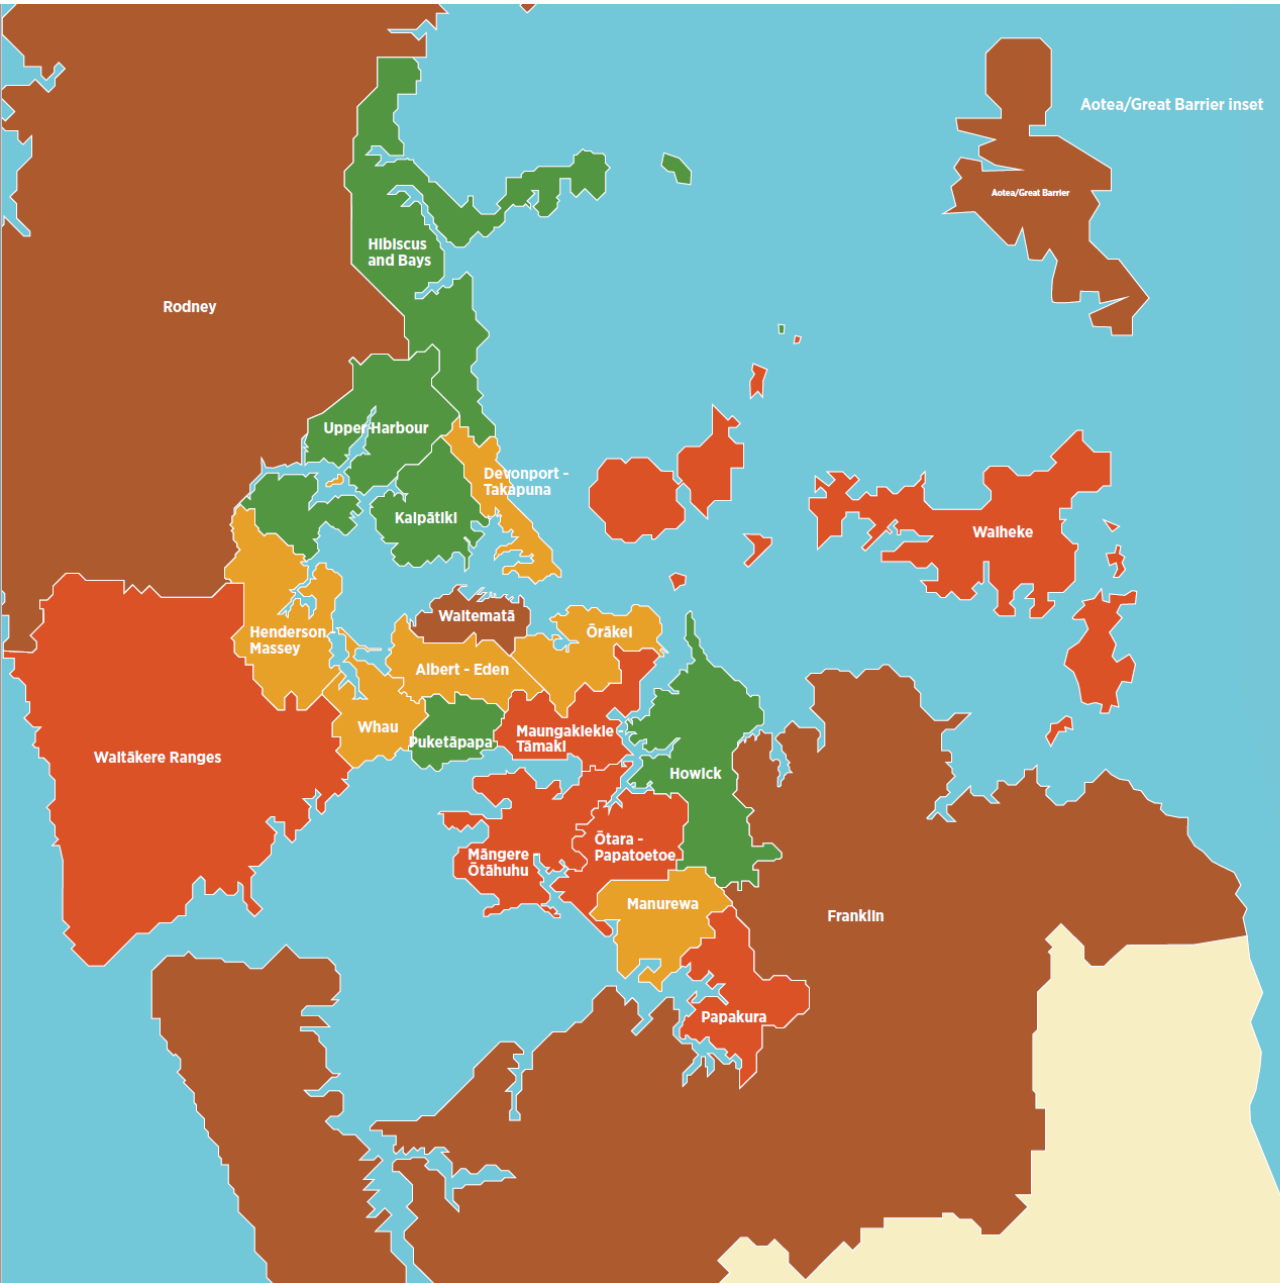 Aotea/Great Barrier inset
Aotea/Great Barrier
Hibiscus
and Bays
Rodney
Upper Harbour
Devonport -
Takapuna
Kaipātiki
Waiheke
Waitematā
Ōrākei
Henderson -
Massey
Albert - Eden
Whau
Puketāpapa
Maungakiekie -
Tāmaki
Waitākere Ranges
Howick
Ōtara -
Papatoetoe
Māngere -
Ōtāhuhu
Manurewa
Franklin
Papakura